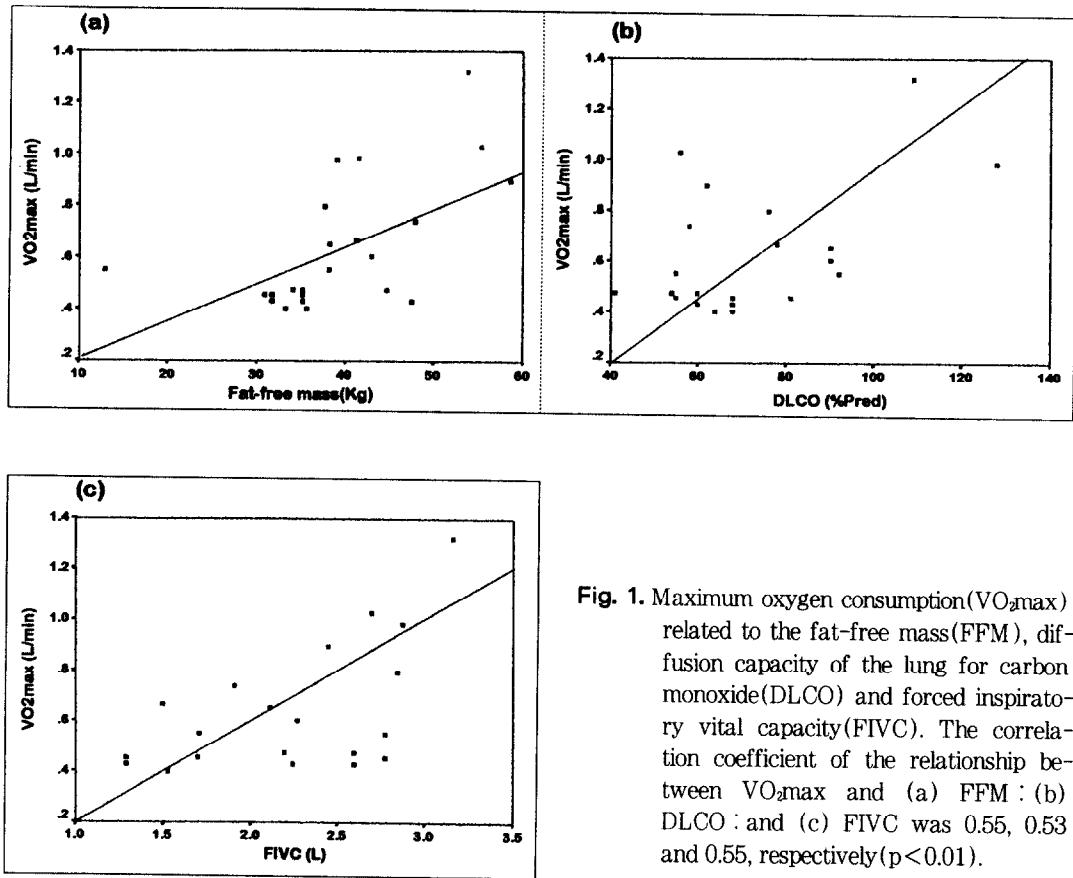 (a)
1.4
1.2
1.0
.8
.6
.4
.2
VO2max (L/min)
10 20 30 40 50 60
Fat-free mass(Kg)
(b)
1.4
1.2
1.0
.8
.6
.4
.2
VO2max (L/min)
40 60 80 100 120 140
DLCO (%Pred)
(c)
1.4
1.2
1.0
.8
.6
.4
.2
VO2max (L/min)
1.0 1.5 2.0 2.5 3.0 3.5
FIVC (L)
Fig. 1. Maximum oxygen consumption(VO₂max)
related to the fat-free mass(FFM), dif-
fusion capacity of the lung for carbon
monoxide(DLCO) and forced inspirato-
ry vital capacity(FIVC). The correla-
tion coefficient of the relationship be-
tween VO₂max and (a) FFM : (b)
DLCO : and (c) FIVC was 0.55, 0.53
and 0.55, respectively(p<0.01).